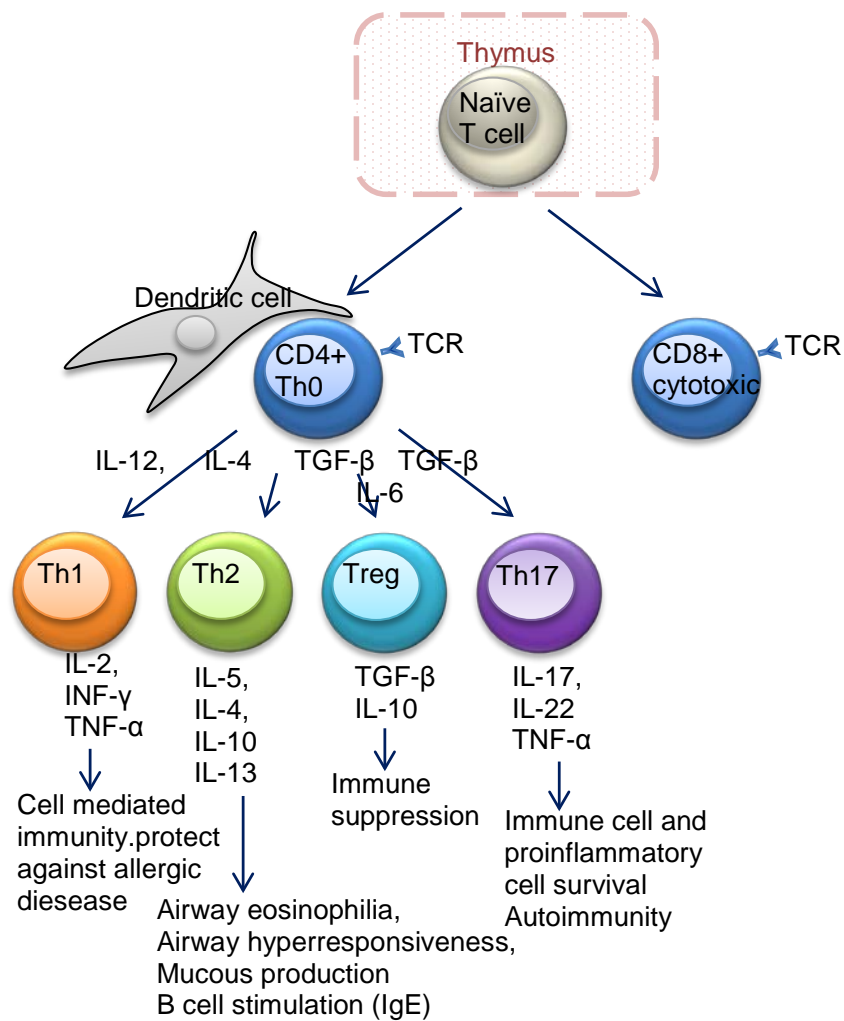 Thymus
Naïve
T cell
Dendritic cell
CD4+
Th0
TCR
CD8+
cytotoxic
TCR
IL-12,
IL-4
TGF-β
TGF-β
IL-6
Th1
Th2
Treg
Th17
IL-2,
INF-γ
TNF-α
IL-5,
IL-4,
IL-10
IL-13
TGF-β
IL-10
IL-17,
IL-22
TNF-α
Cell mediated
immunity.protect
against allergic
diesease
Airway eosinophilia,
Airway hyperresponsiveness,
Mucous production
B cell stimulation (IgE)
Immune
suppression
Immune cell and
proinflammatory
cell survival
Autoimmunity